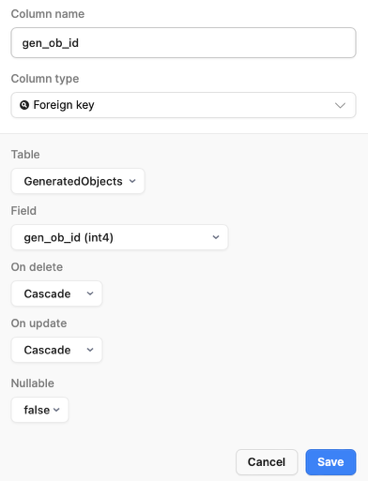 Column name
gen_ob_id
Column type
Foreign key
Table
GeneratedObjects
Field
gen_ob_id (int4)
On delete
Cascade
On update
Cascade
Nullable
false
Cancel Save